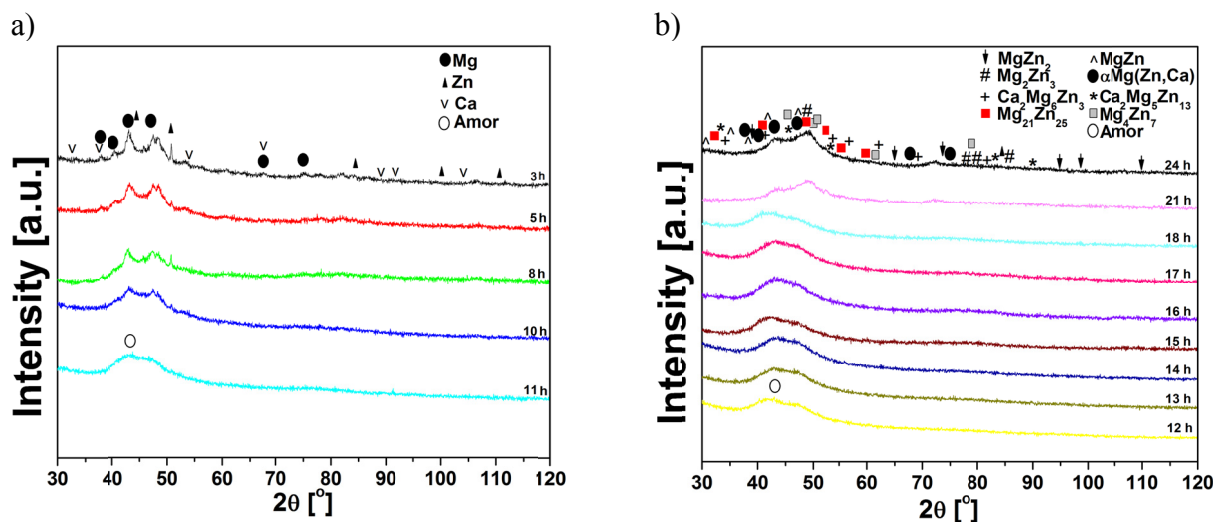 a)
Intensity [a.u.]
Mg
Zn
v Ca
Amor
3 h
5 h
8 h
10 h
11 h
30 40 50 60 70 80 90 100 110 120
2θ [°]
b)
Intensity [a.u.]
MgZn₂ ^MgZn
# Mg₂Zn₃ αMg(Zn,Ca)
+ Ca₂Mg₆Zn₃ *Ca₂Mg₅Zn₁₃
Mg₂₁Zn₂₅ Mg₄Zn₇
Amor
24 h
21 h
18 h
17 h
16 h
15 h
14 h
13 h
12 h
30 40 50 60 70 80 90 100 110 120
2θ [°]